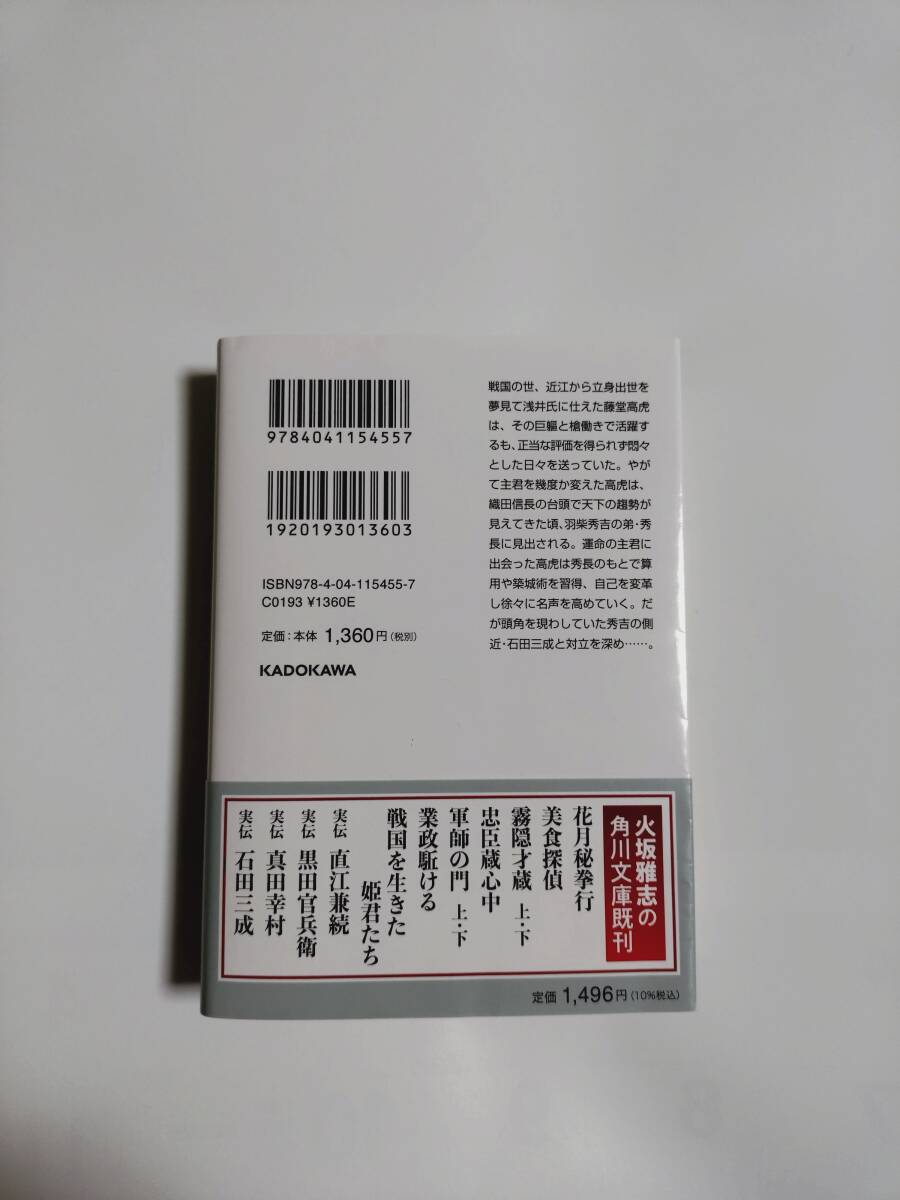 9784041154557
1920193013603
ISBN978-4-04-115455-7
C0193 ¥1360E
定価:本体 1,360円(税別)
KADOKAWA
戦国の世、近江から立身出世を
夢見て浅井氏に仕えた藤堂高虎
は、その巨軀と槍働きで活躍す
るも、正当な評価を得られず悶々
とした日々を送っていた。やが
て主君を幾度か変えた高虎は、
織田信長の台頭で天下の趨勢が
見えてきた頃、羽柴秀吉の弟・秀
長に見出される。運命の主君に
出会った高虎は秀長のもとで算
用や築城術を習得、自己を変革
し徐々に名声を高めていく。だ
が頭角を現わしていた秀吉の側
近・石田三成と対立を深め……。
火坂雅志の
角川文庫既刊
花月秘拳行
美食探偵
霧隠才蔵 上・下
忠臣蔵心中
軍師の門 上・下
業政駈ける
戦国を生きた
姫君たち
実伝 直江兼続
実伝 黒田官兵衛
実伝 真田幸村
実伝 石田三成
定価 1,496円(10%税込)